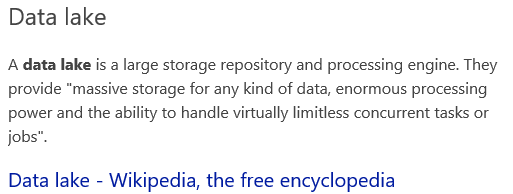 Data lake
A data lake is a large storage repository and processing engine. They
provide "massive storage for any kind of data, enormous processing
power and the ability to handle virtually limitless concurrent tasks or
jobs".
Data lake - Wikipedia, the free encyclopedia